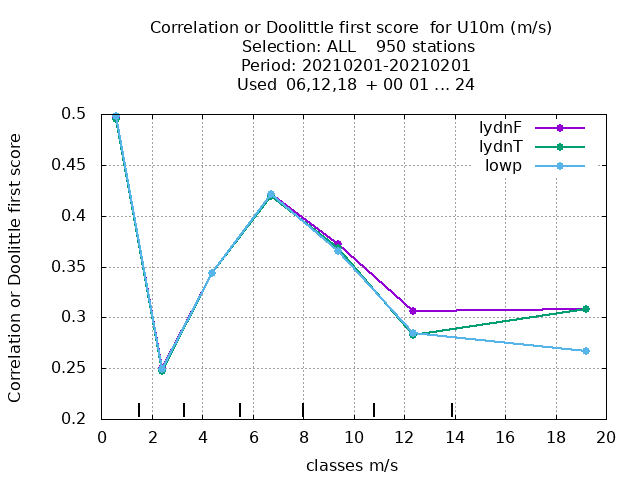 Correlation or Doolittle first score  for U10m (m/s)
Selection: ALL    950 stations
Period: 20210201-20210201
Used  06,12,18  + 00 01 ... 24
Correlation or Doolittle first score
0.5
0.45
0.4
0.35
0.3
0.25
0.2
lydnF
lydnT
lowp
0 2 4 6 8 10 12 14 16 18 20
classes m/s